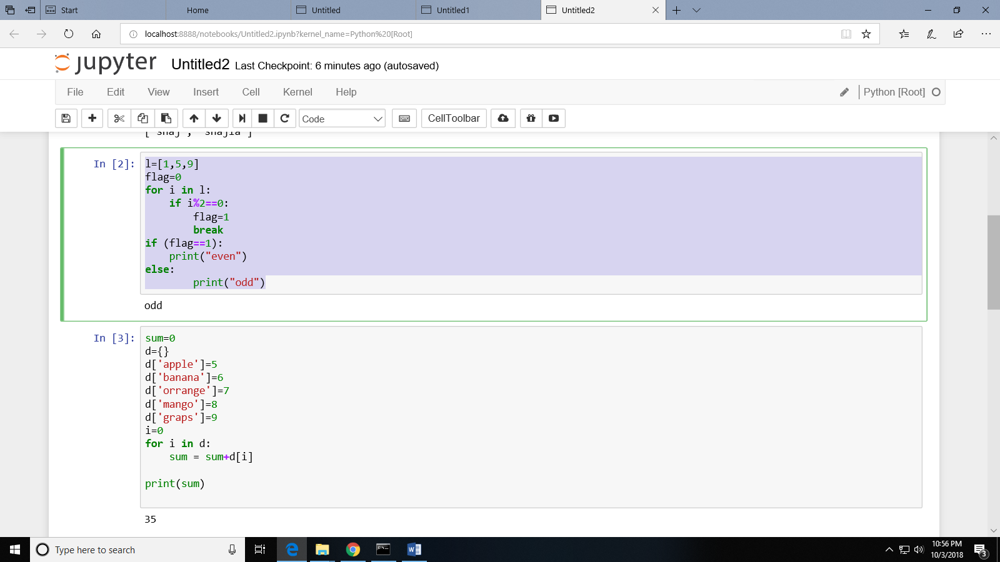 Start
Home
Untitled
Untitled1
Untitled2
localhost:8888/notebooks/Untitled2.ipynb?kernel_name=Python%20[Root]
jupyter Untitled2 Last Checkpoint: 6 minutes ago (autosaved)
File Edit View Insert Cell Kernel Help Python [Root]
Code CellToolbar
In [2]:
l=[1,5,9]
flag=0
for i in l:
    if i%2==0:
        flag=1
        break
if (flag==1):
    print("even")
else:
        print("odd")
odd
In [3]:
sum=0
d={}
d['apple']=5
d['banana']=6
d['orrange']=7
d['mango']=8
d['graps']=9
i=0
for i in d:
    sum = sum+d[i]
print(sum)
35
Type here to search
10:56 PM
10/3/2018
3